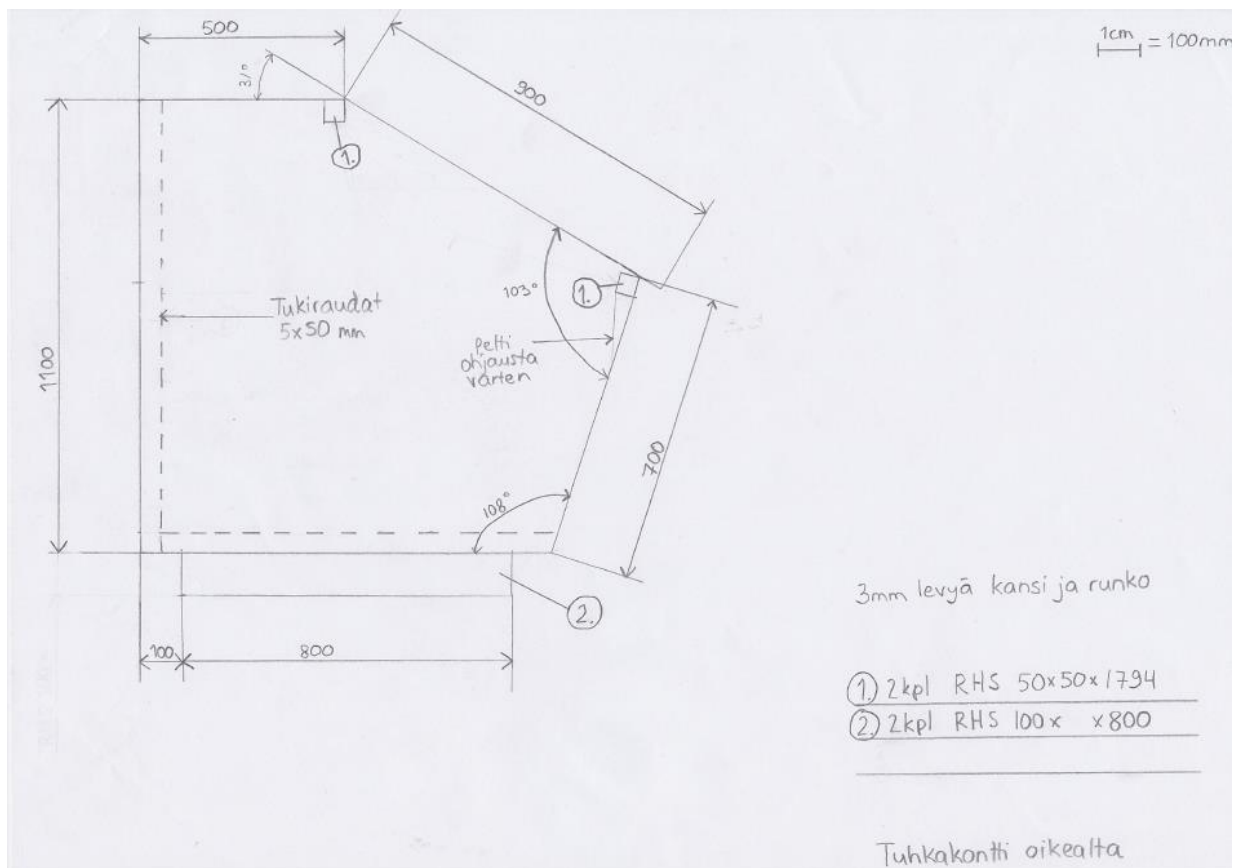 500
1cm
= 100mm
31°
900
1.
1100
Tukiraudat
5x50 mm
103°
1.
pelti
ohjausta
varten
700
108°
2.
100
800
3mm levyä kansi ja runko
1. 2kpl RHS 50x50x1794
2. 2kpl RHS 100x x800
Tuhkakontti oikealta